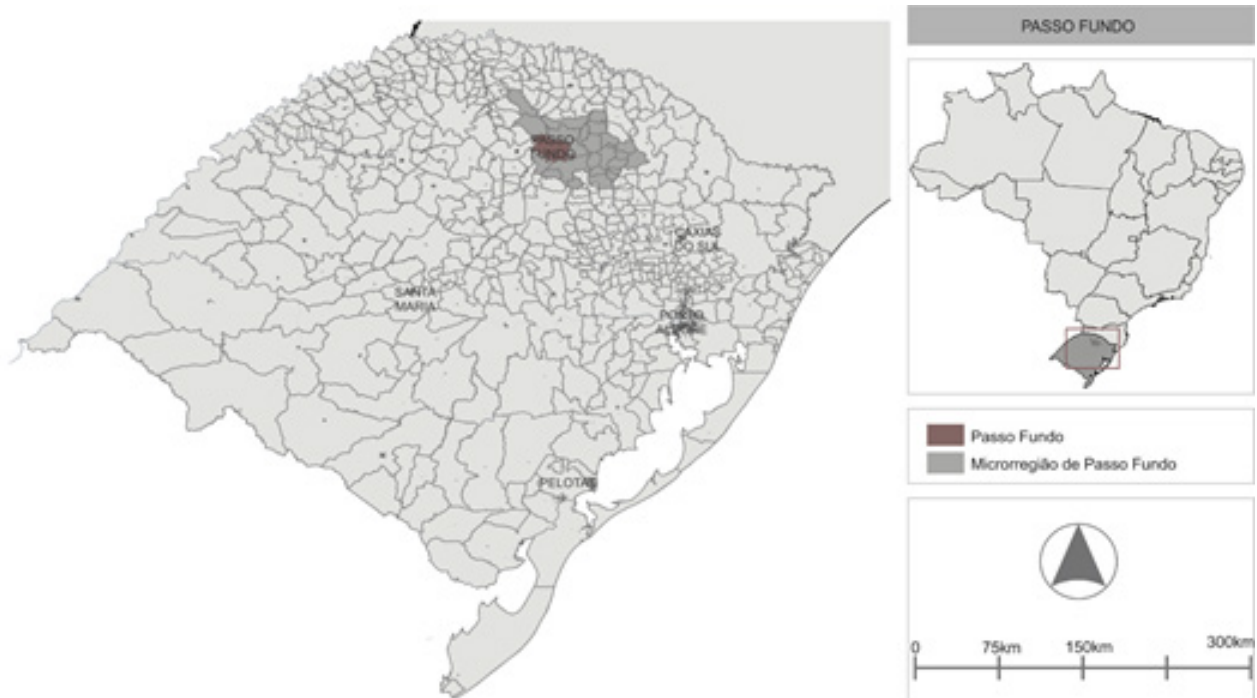 PASSO FUNDO
PASSO
FUNDO
CAXIAS
DO SUL
SANTA
MARIA
PORTO
ALEGRE
PELOTAS
Passo Fundo
Microrregião de Passo Fundo
0 75km 150km 300km